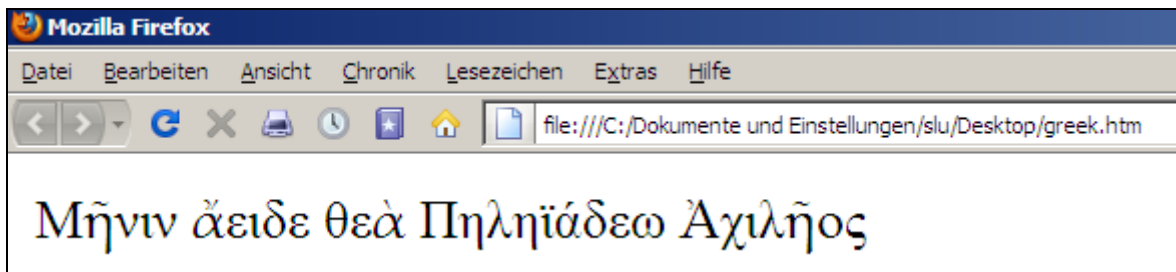 Mozilla Firefox
Datei Bearbeiten Ansicht Chronik Lesezeichen Extras Hilfe
file:///C:/Dokumente und Einstellungen/slu/Desktop/greek.htm
Μῆνιν ἄειδε θεὰ Πηληϊάδεω Ἀχιλῆος